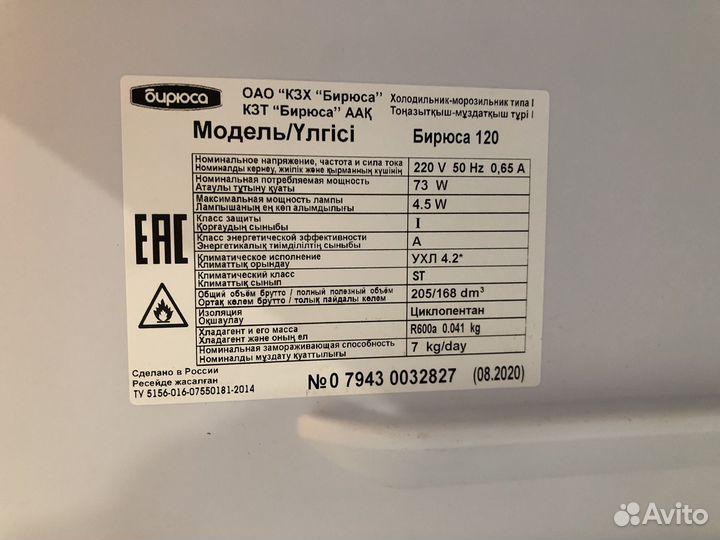 бирюса
ОАО "КЗХ "Бирюса"
КЗТ "Бирюса" ААҚ
Холодильник-морозильник типа I
Тоңазытқыш-мұздатқыш түрі I
Модель/Үлгісі Бирюса 120
Номинальное напряжение, частота и сила тока
Номиналды кернеу, жиілік және қырманның күшінің
220 V 50 Hz 0,65 A
Номинальная потребляемая мощность
Атаулы тұтыну қуаты
73 W
Максимальная мощность лампы
Лампышаның ең көп алымдылығы
4.5 W
Класс защиты
Қорғаудың сыныбы
I
Класс энергетической эффективности
Энергетикалық тиімділіктің сыныбы
A
Климатическое исполнение
Климаттық орындау
УХЛ 4.2*
Климатический класс
Климаттық сынып
ST
Общий объём брутто / полный полезный объём
Ортақ көлем брутто / толық пайдалы көлем
205/168 dm³
Изоляция
Оқшаулау
Циклопентан
Хладагент и его масса
Хладагент және оның ел
R600a 0.041 kg
Номинальная замораживающая способность
Номиналды мұздату қуаттылығы
7 kg/day
EAC
Сделано в России
Ресейде жасалған
ТУ 5156-016-07550181-2014
№0 7943 0032827 (08.2020)
Avito